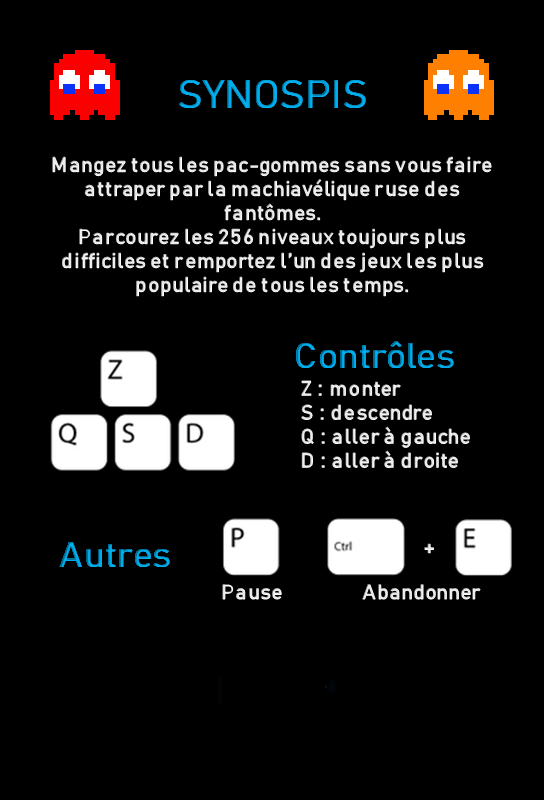 SYNOSPIS
Mangez tous les pac-gommes sans vous faire
attraper par la machiavélique ruse des
fantômes.
Parcourez les 256 niveaux toujours plus
difficiles et remportez l'un des jeux les plus
populaire de tous les temps.
Z
Q S D
Contrôles
Z : monter
S : descendre
Q : aller à gauche
D : aller à droite
Autres
P
Pause
Ctrl + E
Abandonner